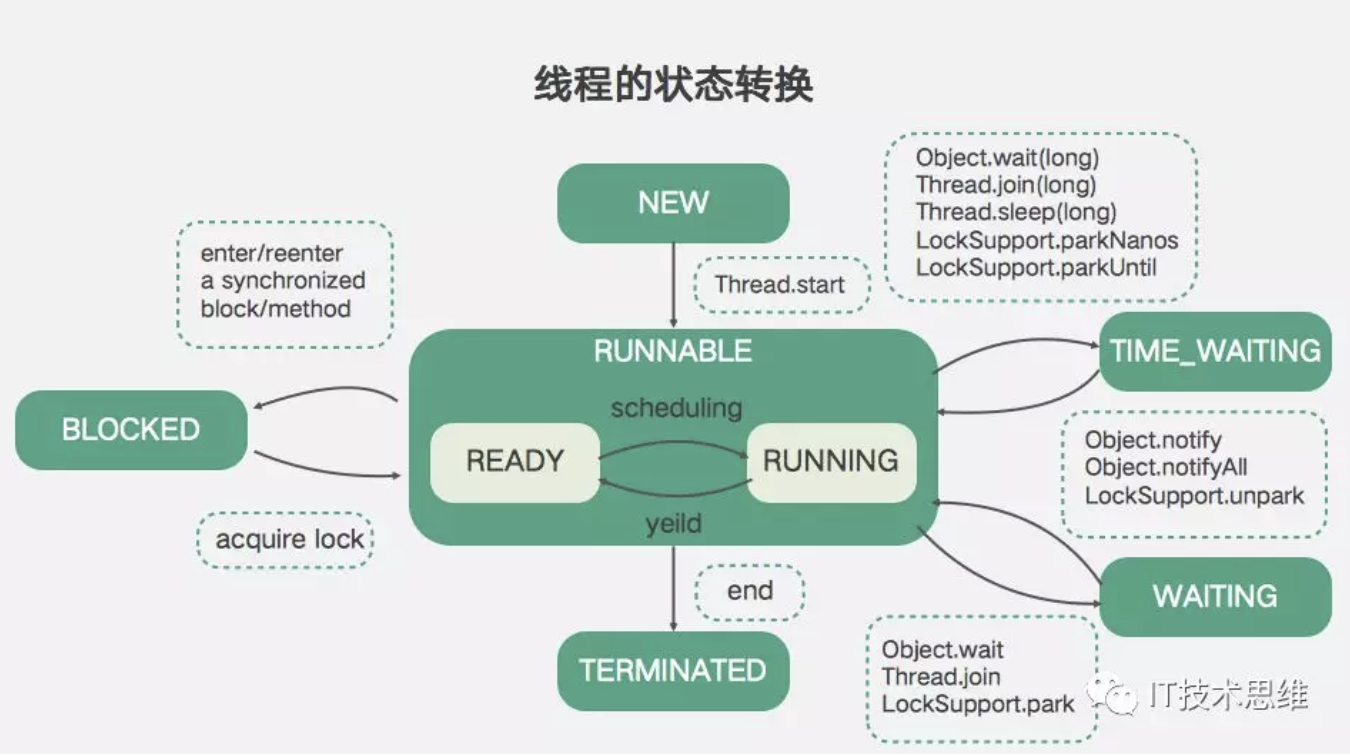 线程的状态转换
NEW
Object.wait(long)
Thread.join(long)
Thread.sleep(long)
LockSupport.parkNanos
LockSupport.parkUntil
enter/reenter
a synchronized
block/method
Thread.start
RUNNABLE
TIME_WAITING
scheduling
BLOCKED
READY
RUNNING
Object.notify
Object.notifyAll
LockSupport.unpark
yeild
acquire lock
end
WAITING
TERMINATED
Object.wait
Thread.join
LockSupport.park
IT技术思维